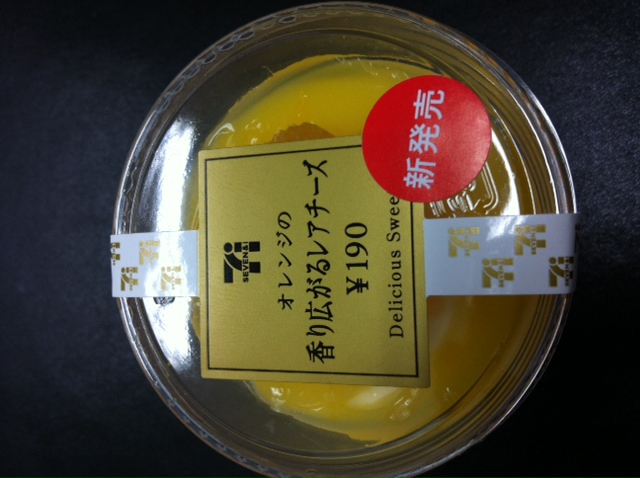 新発売
SEVEN&i
オレンジの
香り広がるレアチーズ
¥190
Delicious Swee